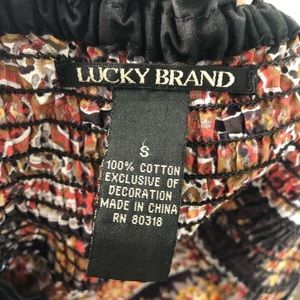 LUCKY BRAND
S
100% COTTON
EXCLUSIVE OF
DECORATION
MADE IN CHINA
RN 80318